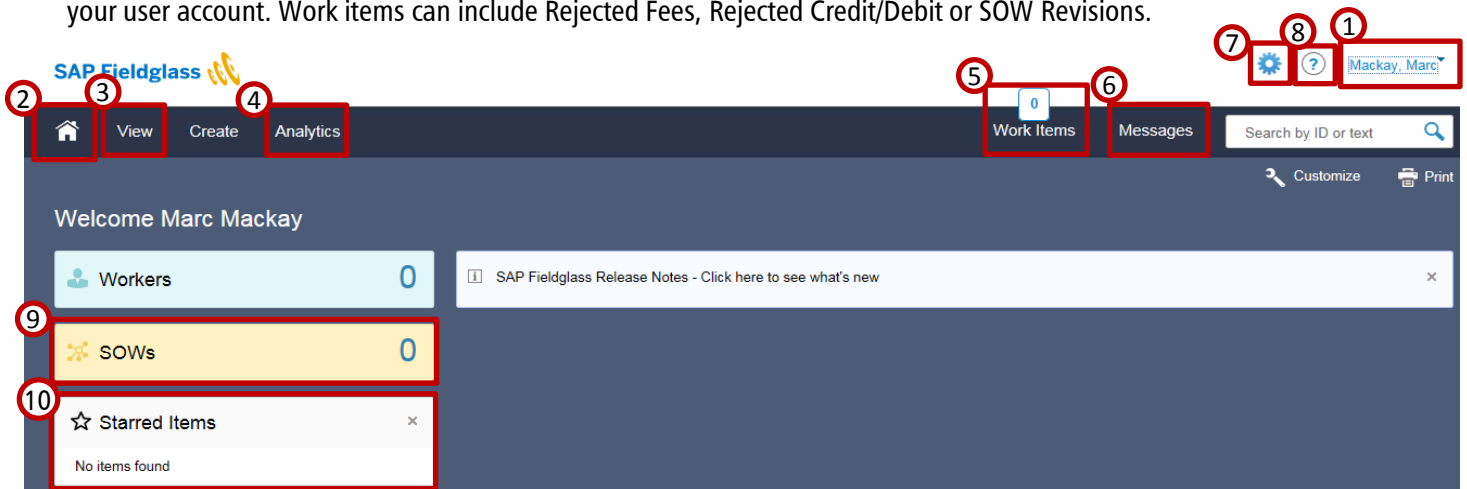 your user account. Work items can include Rejected Fees, Rejected Credit/Debit or SOW Revisions.
7 8 1
SAP Fieldglass ? Mackay, Marc
2 3 4 5 0 6
View Create Analytics Work Items Messages Search by ID or text
Customize Print
Welcome Marc Mackay
Workers 0 i SAP Fieldglass Release Notes - Click here to see what's new ×
9
SOWs 0
10
Starred Items ×
No items found